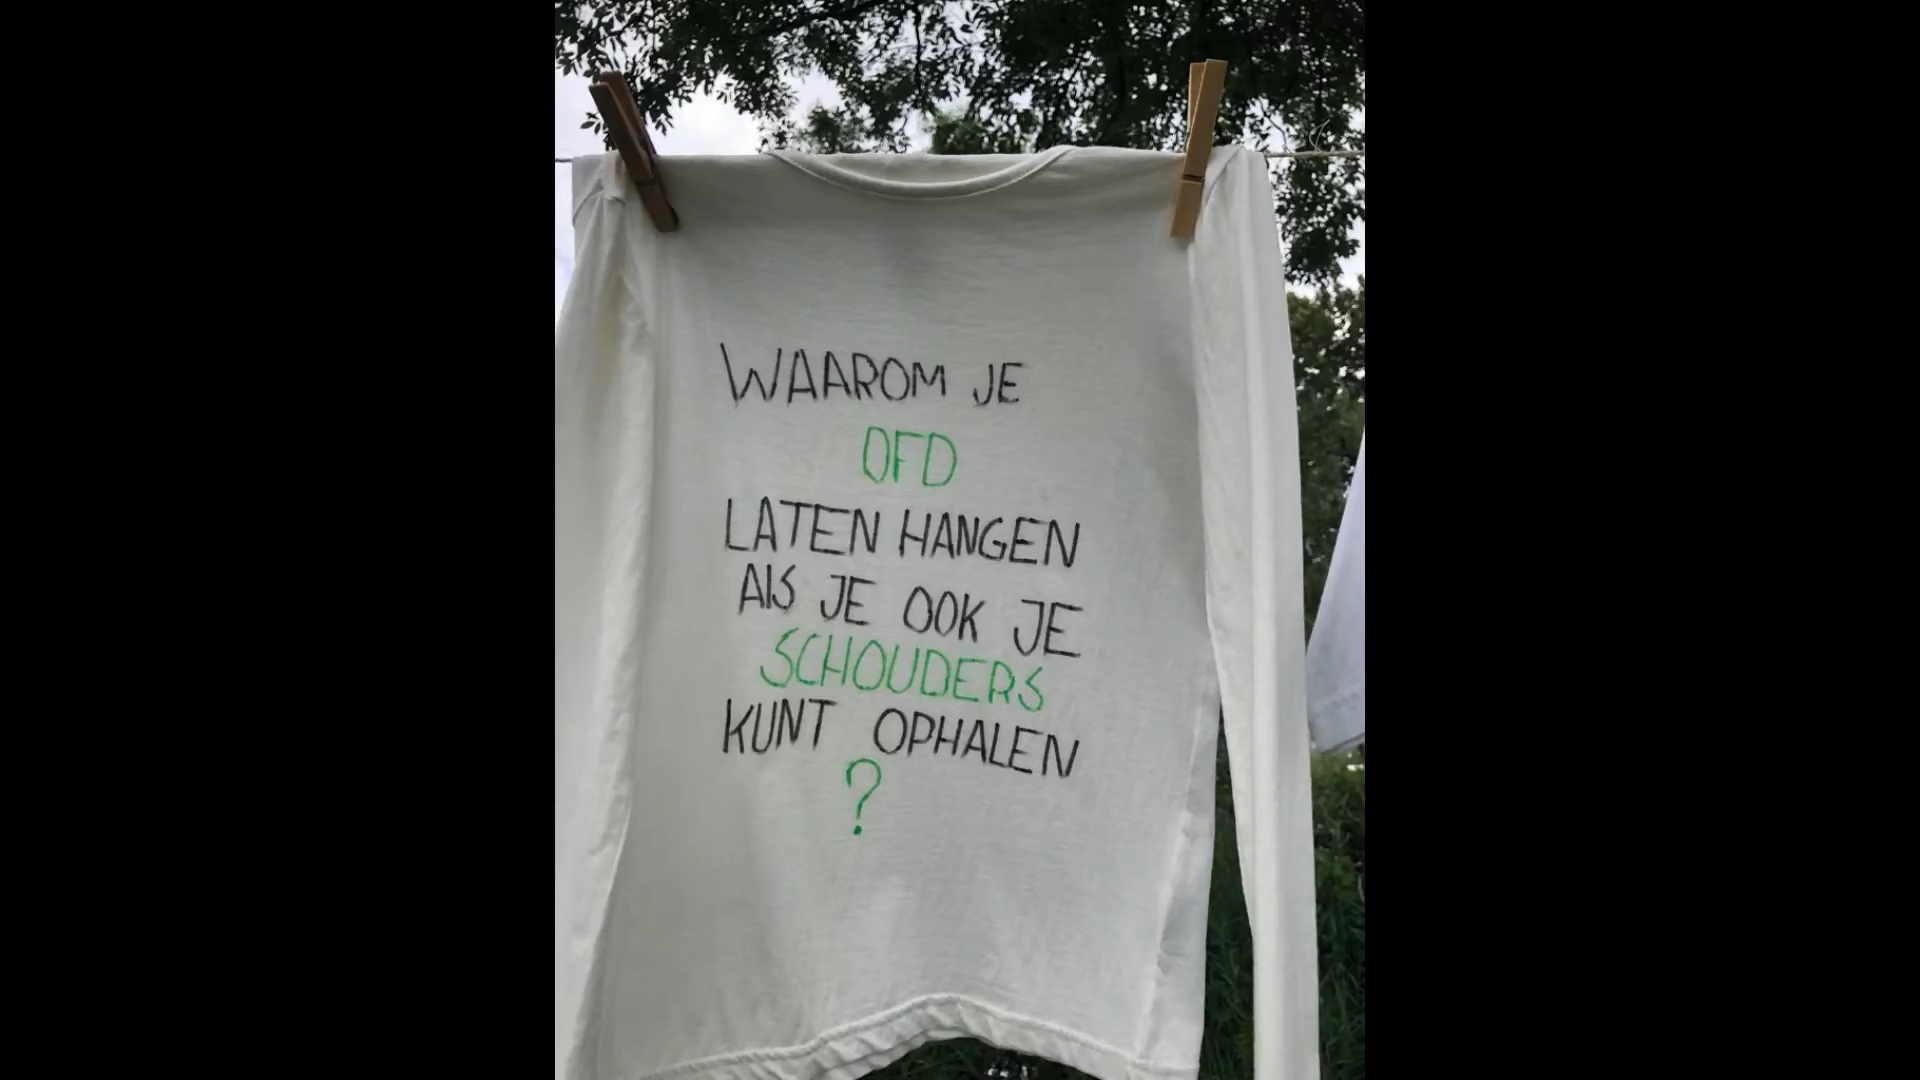 WAAROM JE
OFD
LATEN HANGEN
ALS JE OOK JE
SCHOUDERS
KUNT OPHALEN
?